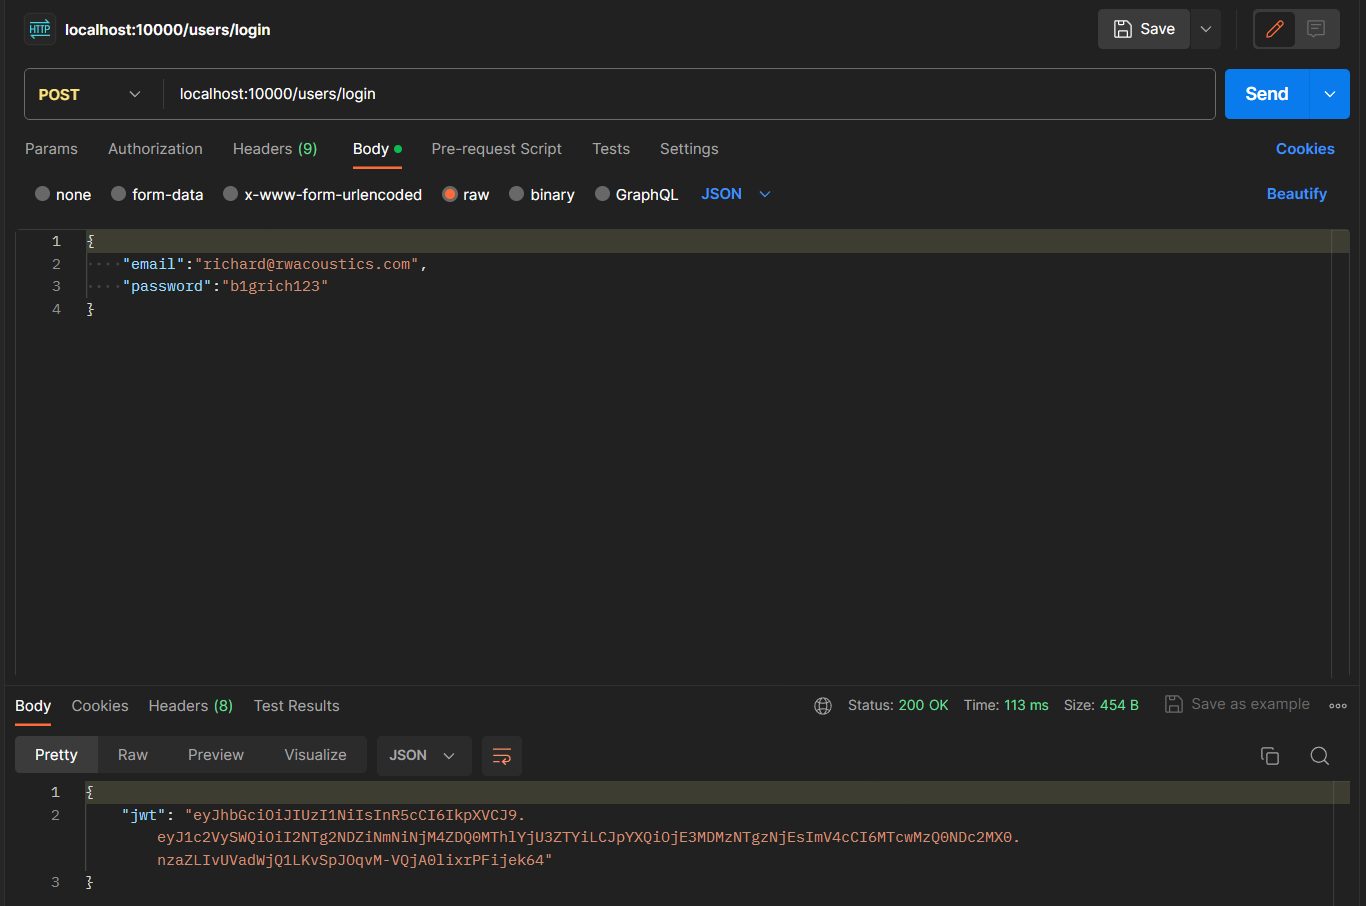 HTTP localhost:10000/users/login Save
POST localhost:10000/users/login Send
Params Authorization Headers (9) Body Pre-request Script Tests Settings Cookies
none form-data x-www-form-urlencoded raw binary GraphQL JSON Beautify
1 {
2 ····"email":"richard@rwacoustics.com",
3 ····"password":"b1grich123"
4 }
Body Cookies Headers (8) Test Results Status: 200 OK Time: 113 ms Size: 454 B Save as example
Pretty Raw Preview Visualize JSON
1 {
2 "jwt": "eyJhbGciOiJIUzI1NiIsInR5cCI6IkpXVCJ9.
eyJ1c2VySWQiOiI2NTg2NDZiNmNiNjM4ZDQ0MThlYjU3ZTYiLCJpYXQiOjE3MDMzNTgzNjEsImV4cCI6MTcwMzQ0NDc2MX0.
nzaZLIvUVadWjQ1LKvSpJOqvM-VQjA0lixrPFijek64"
3 }